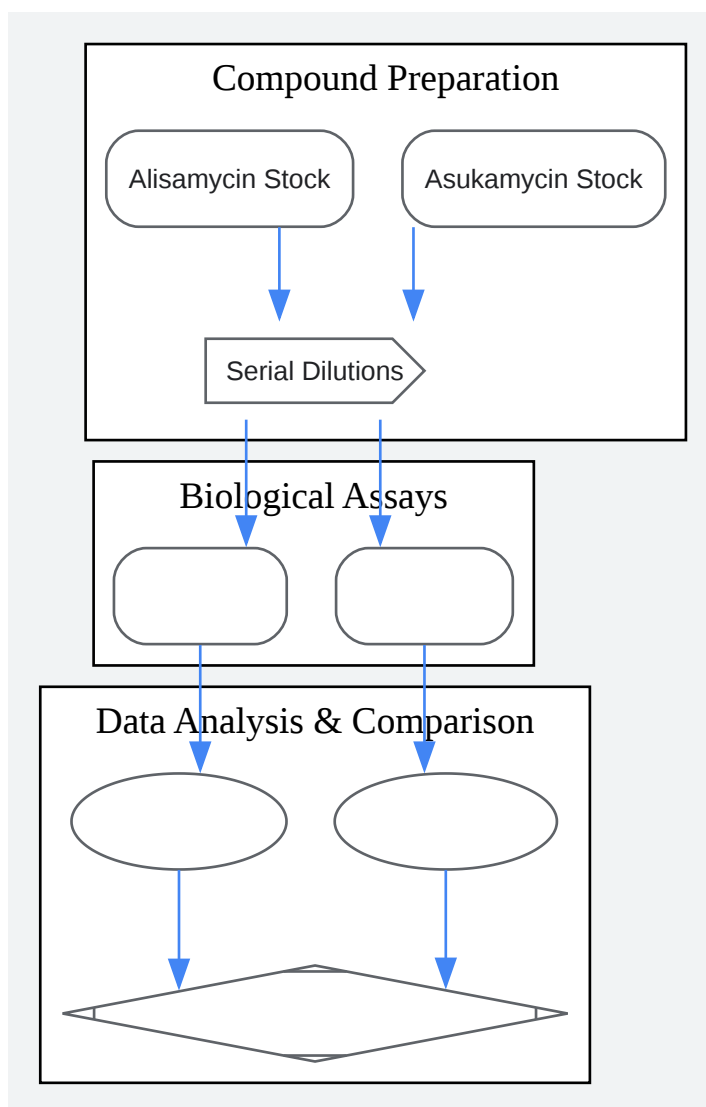 Compound Preparation
Alisamycin Stock
Asukamycin Stock
Serial Dilutions
Biological Assays
Data Analysis & Comparison